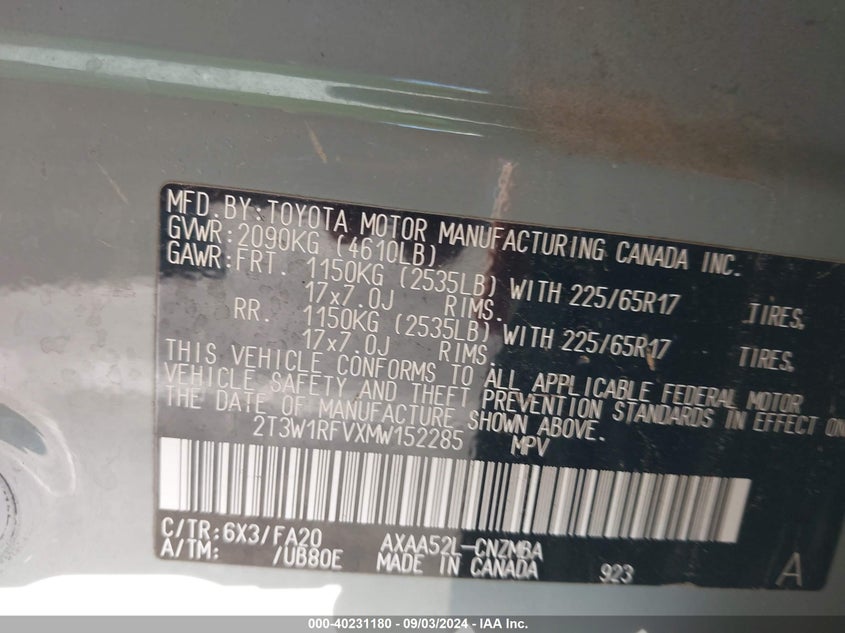 MFD. BY: TOYOTA MOTOR MANUFACTURING CANADA INC.
GVWR: 2090KG (4610LB)
GAWR: FRT. 1150KG (2535LB) WITH 225/65R17 TIRES,
17x7.0J RIMS.
RR. 1150KG (2535LB) WITH 225/65R17 TIRES,
17x7.0J RIMS.
THIS VEHICLE CONFORMS TO ALL APPLICABLE FEDERAL MOTOR
VEHICLE SAFETY AND THEFT PREVENTION STANDARDS IN EFFECT ON
THE DATE OF MANUFACTURE SHOWN ABOVE.
2T3W1RFVXMW152285 MPV
C/TR: 6X3/FA20 AXAA52L-CNZMBA
A/TM: /UB80E MADE IN CANADA 923 A
000-40231180 - 09/03/2024 - IAA Inc.